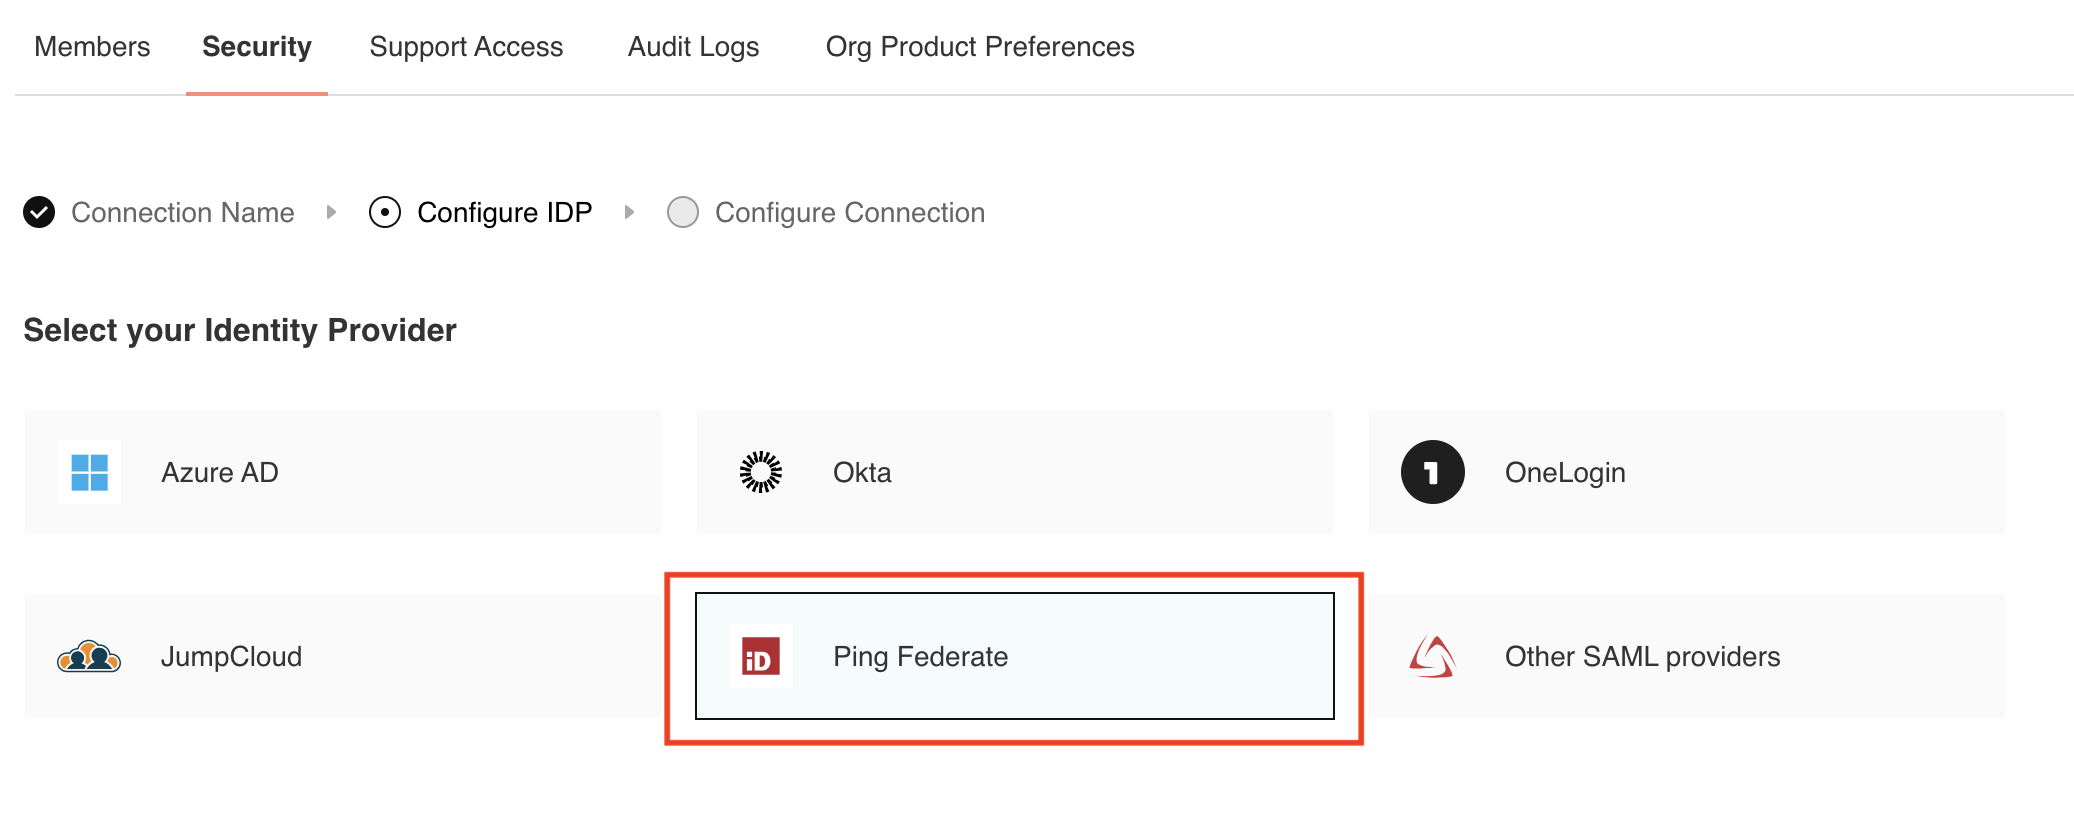 Members Security Support Access Audit Logs Org Product Preferences
Connection Name Configure IDP Configure Connection
Select your Identity Provider
Azure AD Okta 1 OneLogin
JumpCloud iD Ping Federate Other SAML providers